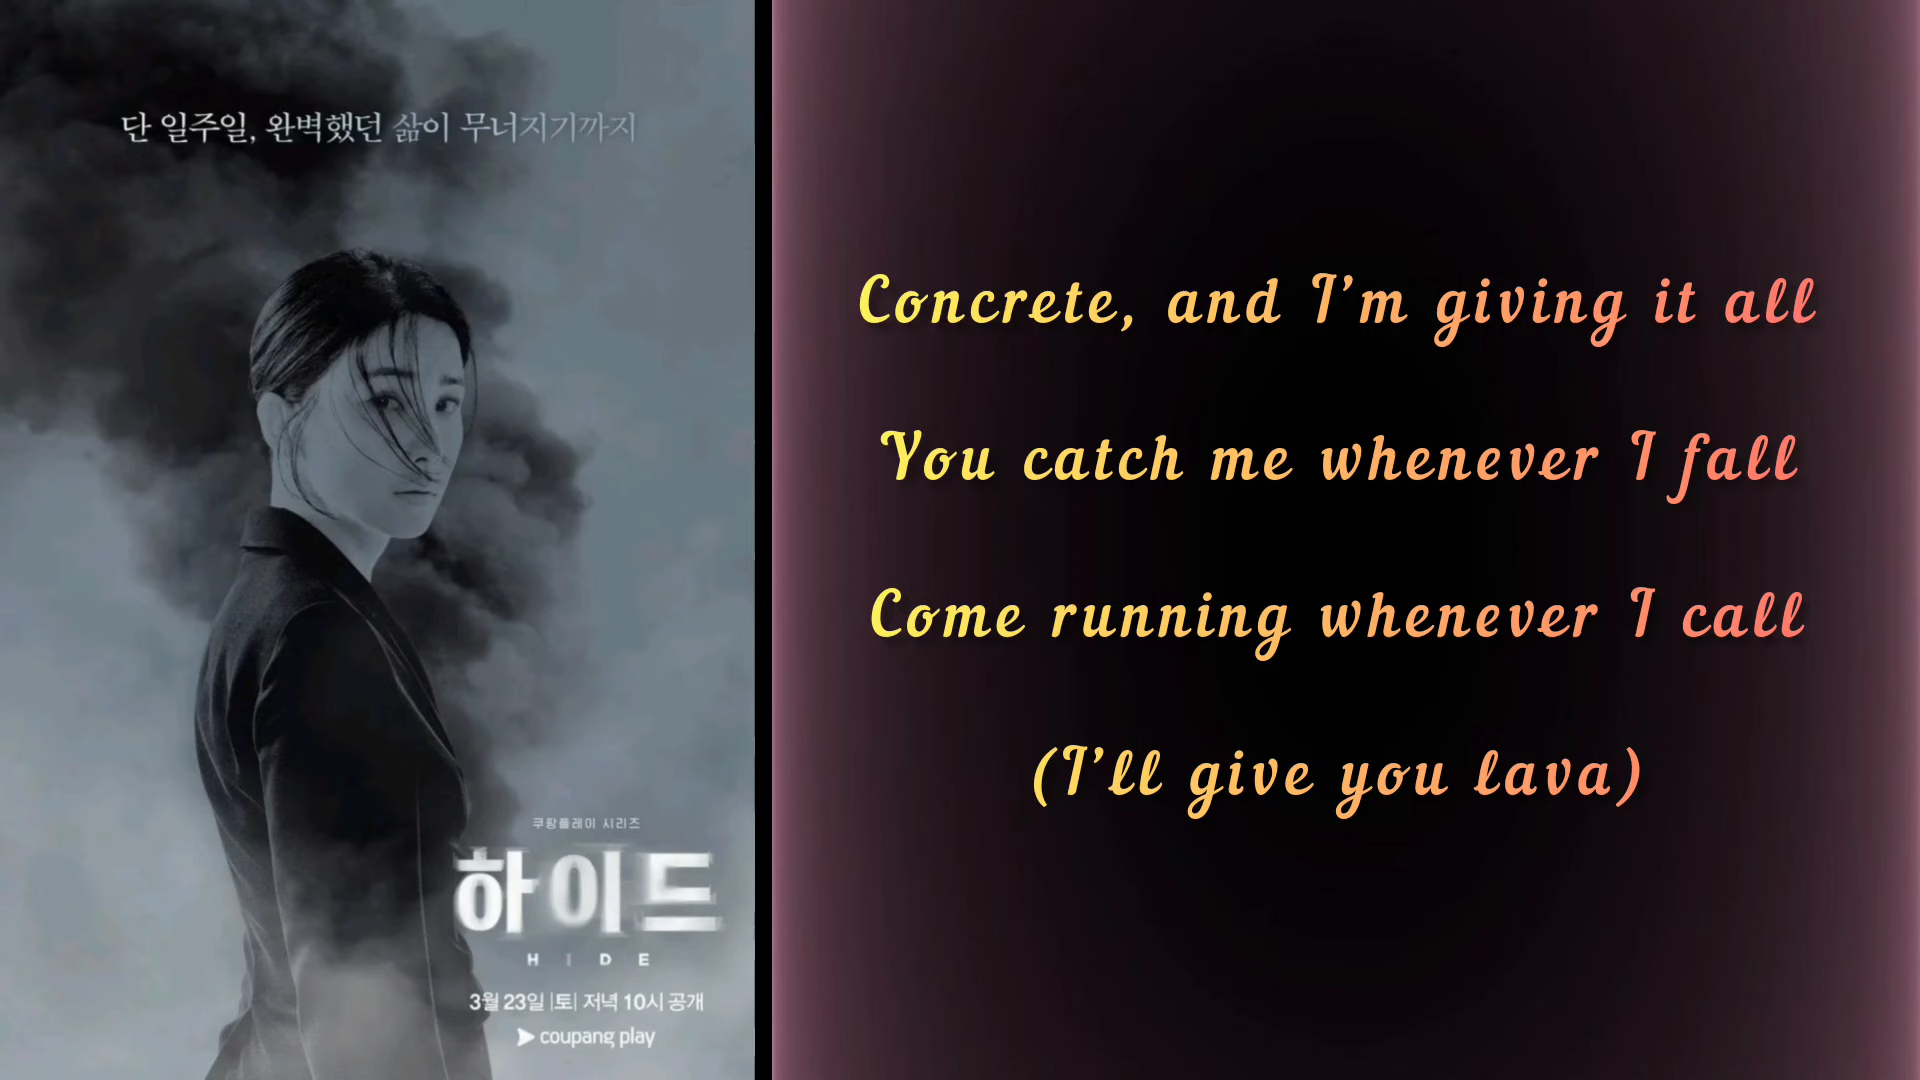 단 일주일, 완벽했던 삶이 무너지기까지
쿠팡플레이 시리즈
하이드
HIDE
3월 23일 |토| 저녁 10시 공개
coupang play
Concrete, and I'm giving it all
You catch me whenever I fall
Come running whenever I call
(I'll give you lava)